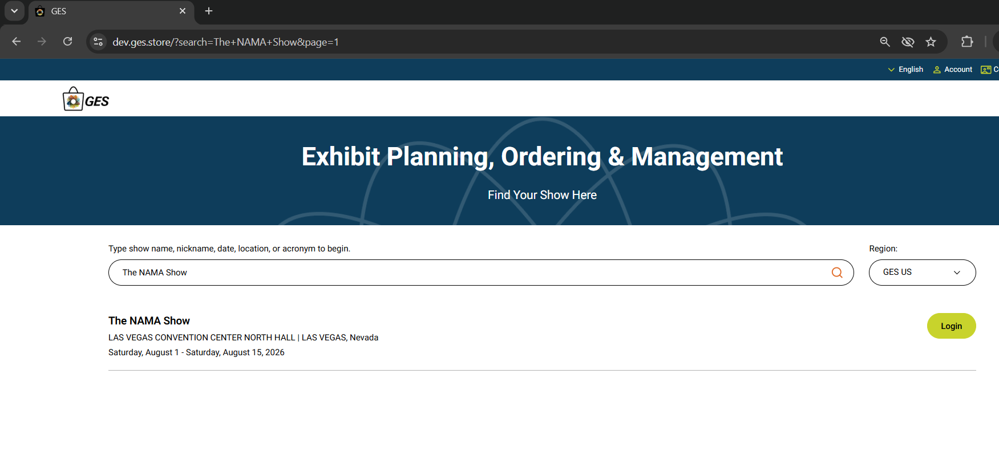 GES
dev.ges.store/?search=The+NAMA+Show&page=1
English Account
GES
Exhibit Planning, Ordering & Management
Find Your Show Here
Type show name, nickname, date, location, or acronym to begin.
Region:
The NAMA Show
GES US
The NAMA Show
Login
LAS VEGAS CONVENTION CENTER NORTH HALL | LAS VEGAS, Nevada
Saturday, August 1 - Saturday, August 15, 2026